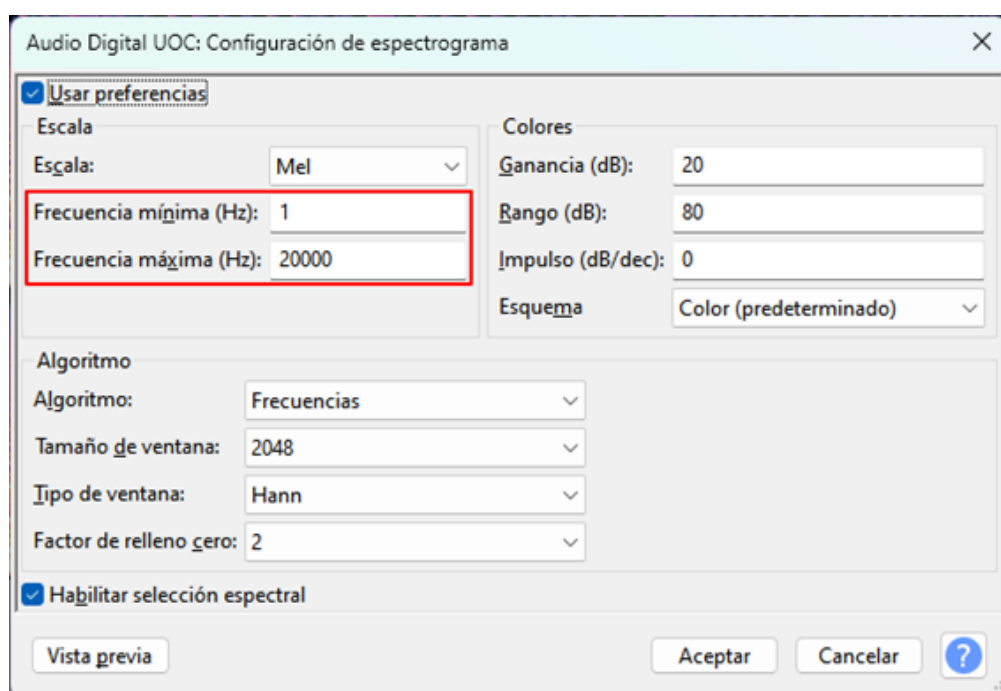 Audio Digital UOC: Configuración de espectrograma
Usar preferencias
Escala
Escala: Mel
Frecuencia mínima (Hz): 1
Frecuencia máxima (Hz): 20000
Colores
Ganancia (dB): 20
Rango (dB): 80
Impulso (dB/dec): 0
Esquema Color (predeterminado)
Algoritmo
Algoritmo: Frecuencias
Tamaño de ventana: 2048
Tipo de ventana: Hann
Factor de relleno cero: 2
Habilitar selección espectral
Vista previa Aceptar Cancelar ?